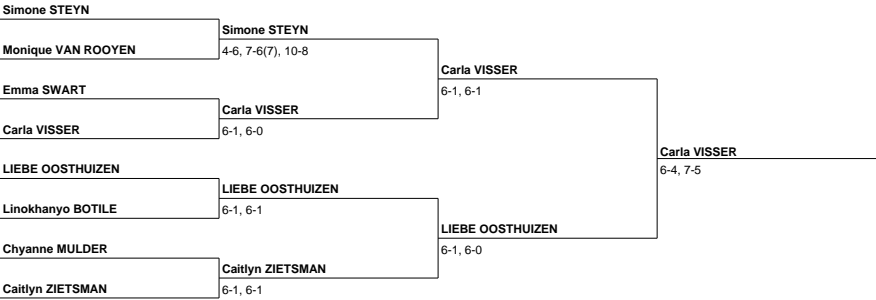 Simone STEYN
Simone STEYN
Monique VAN ROOYEN
4-6, 7-6(7), 10-8
Carla VISSER
Emma SWART
6-1, 6-1
Carla VISSER
Carla VISSER
6-1, 6-0
Carla VISSER
LIEBE OOSTHUIZEN
6-4, 7-5
LIEBE OOSTHUIZEN
Linokhanyo BOTILE
6-1, 6-1
LIEBE OOSTHUIZEN
Chyanne MULDER
6-1, 6-0
Caitlyn ZIETSMAN
Caitlyn ZIETSMAN
6-1, 6-1